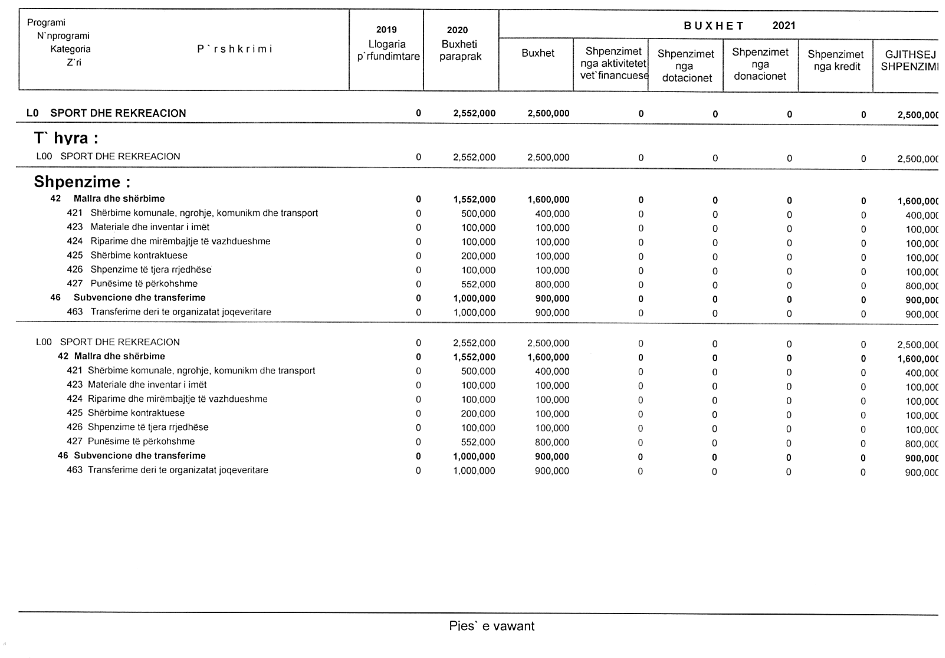 Programi
N`nprogrami
Kategoria
Z`ri
P`rshkrimi
2019
Llogaria
p`rfundimtare
2020
Buxheti
paraprak
BUXHET 2021
Buxhet
Shpenzimet
nga aktivitetet
vet`financuese
Shpenzimet
nga
dotacionet
Shpenzimet
nga
donacionet
Shpenzimet
nga kredit
GJITHSEJ
SHPENZIMI
L0 SPORT DHE REKREACION 0 2,552,000 2,500,000 0 0 0 0 2,500,000
T` hyra :
L00 SPORT DHE REKREACION 0 2,552,000 2,500,000 0 0 0 0 2,500,000
Shpenzime :
42 Mallra dhe shërbime 0 1,552,000 1,600,000 0 0 0 0 1,600,000
421 Shërbime komunale, ngrohje, komunikm dhe transport 0 500,000 400,000 0 0 0 0 400,000
423 Materiale dhe inventar i imët 0 100,000 100,000 0 0 0 0 100,000
424 Riparime dhe mirëmbajtje të vazhdueshme 0 100,000 100,000 0 0 0 0 100,000
425 Shërbime kontraktuese 0 200,000 100,000 0 0 0 0 100,000
426 Shpenzime të tjera rrjedhëse 0 100,000 100,000 0 0 0 0 100,000
427 Punësime të përkohshme 0 552,000 800,000 0 0 0 0 800,000
46 Subvencione dhe transferime 0 1,000,000 900,000 0 0 0 0 900,000
463 Transferime deri te organizatat joqeveritare 0 1,000,000 900,000 0 0 0 0 900,000
L00 SPORT DHE REKREACION 0 2,552,000 2,500,000 0 0 0 0 2,500,000
42 Mallra dhe shërbime 0 1,552,000 1,600,000 0 0 0 0 1,600,000
421 Shërbime komunale, ngrohje, komunikm dhe transport 0 500,000 400,000 0 0 0 0 400,000
423 Materiale dhe inventar i imët 0 100,000 100,000 0 0 0 0 100,000
424 Riparime dhe mirëmbajtje të vazhdueshme 0 100,000 100,000 0 0 0 0 100,000
425 Shërbime kontraktuese 0 200,000 100,000 0 0 0 0 100,000
426 Shpenzime të tjera rrjedhëse 0 100,000 100,000 0 0 0 0 100,000
427 Punësime të përkohshme 0 552,000 800,000 0 0 0 0 800,000
46 Subvencione dhe transferime 0 1,000,000 900,000 0 0 0 0 900,000
463 Transferime deri te organizatat joqeveritare 0 1,000,000 900,000 0 0 0 0 900,000
Pjes` e vawant